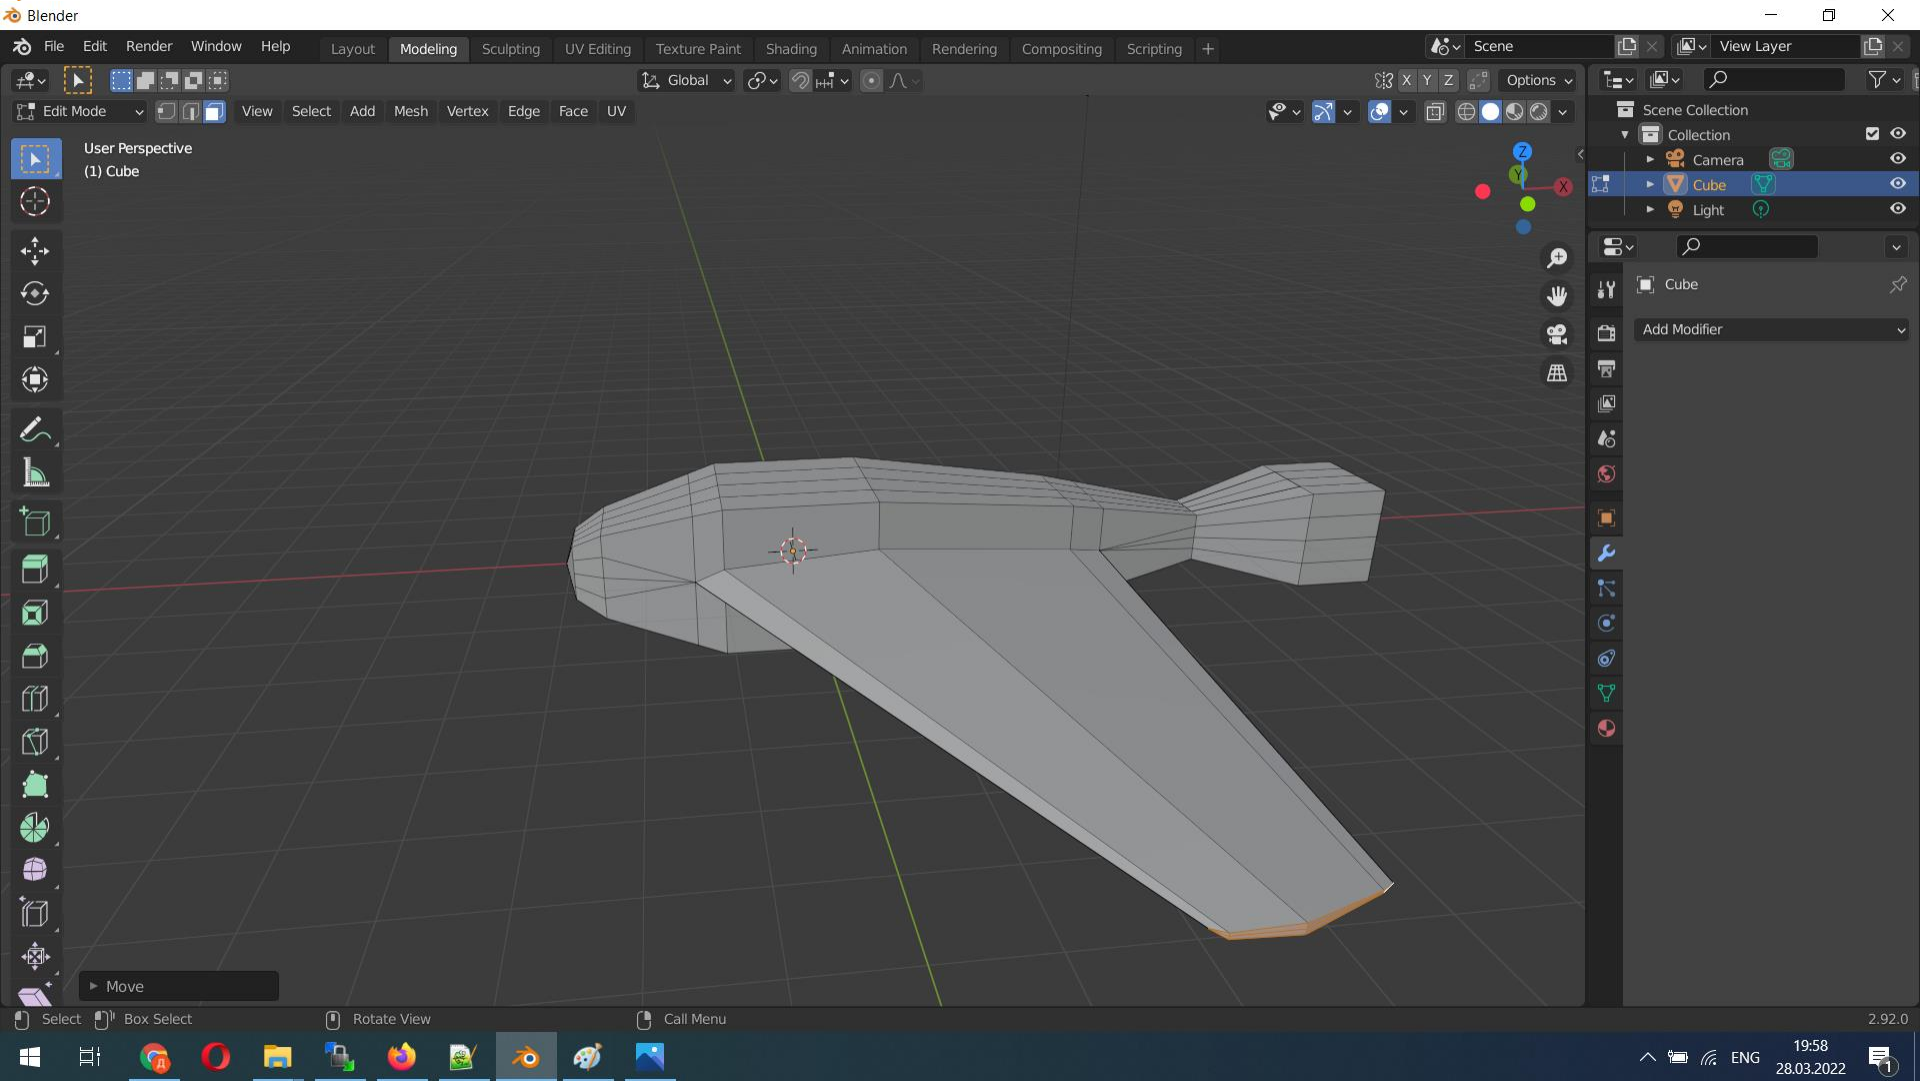 Blender
File Edit Render Window Help
Layout Modeling Sculpting UV Editing Texture Paint Shading Animation Rendering Compositing Scripting +
Scene
View Layer
Global
X Y Z
Options
Edit Mode
View Select Add Mesh Vertex Edge Face UV
User Perspective
(1) Cube
Z
Y
X
Scene Collection
Collection
Camera
Cube
Light
Cube
Add Modifier
Move
Select
Box Select
Rotate View
Call Menu
2.92.0
Д
ENG
19:58
28.03.2022
1